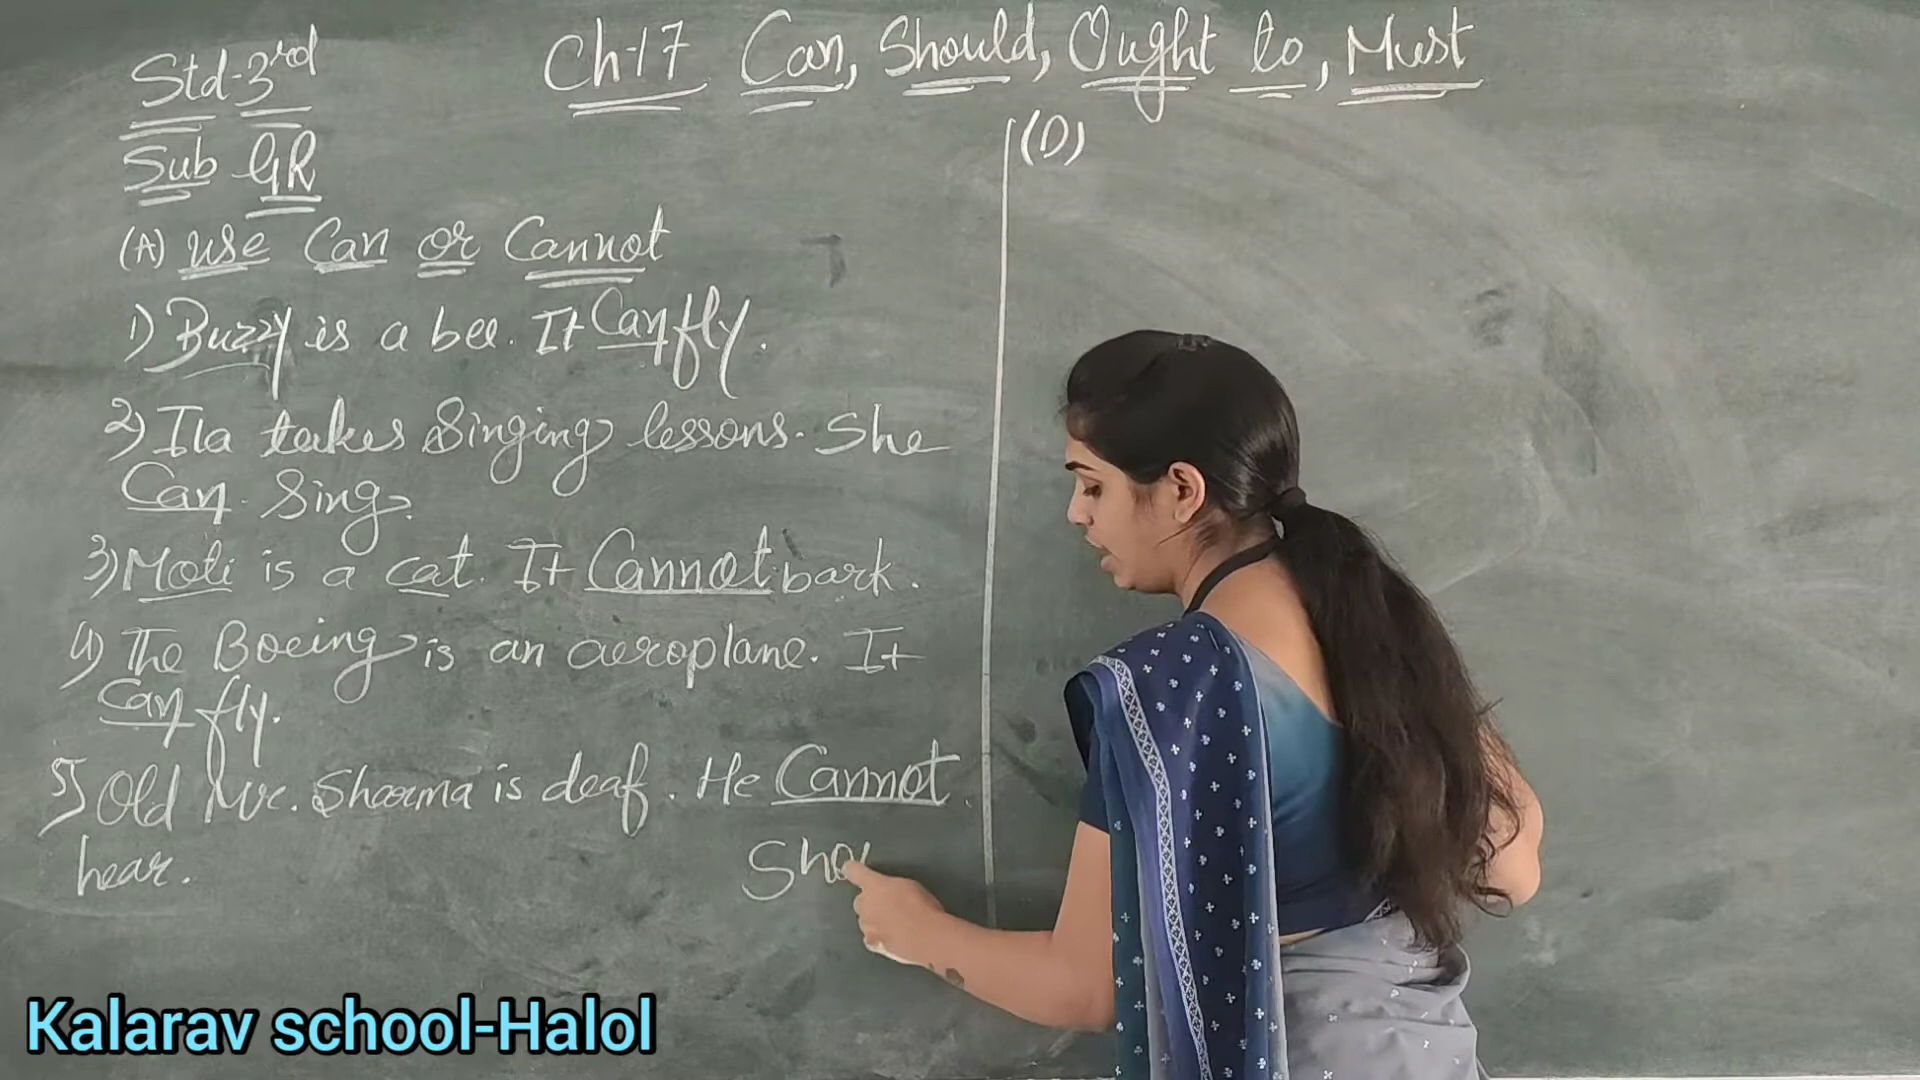 Std-3rd
Sub GR
Ch-17 Can, Should, Ought to, Must
(A) Use Can or Cannot
1) Buzzy is a bee. It Can fly.
2) Ila takes Singing lessons. She
Can Sing.
3) Moti is a cat. It Cannot bark.
4) The Boeing is an aeroplane. It
Can fly.
5) Old Mr. Sharma is deaf. He Cannot
hear.
Sho
(D)
Kalarav school-Halol